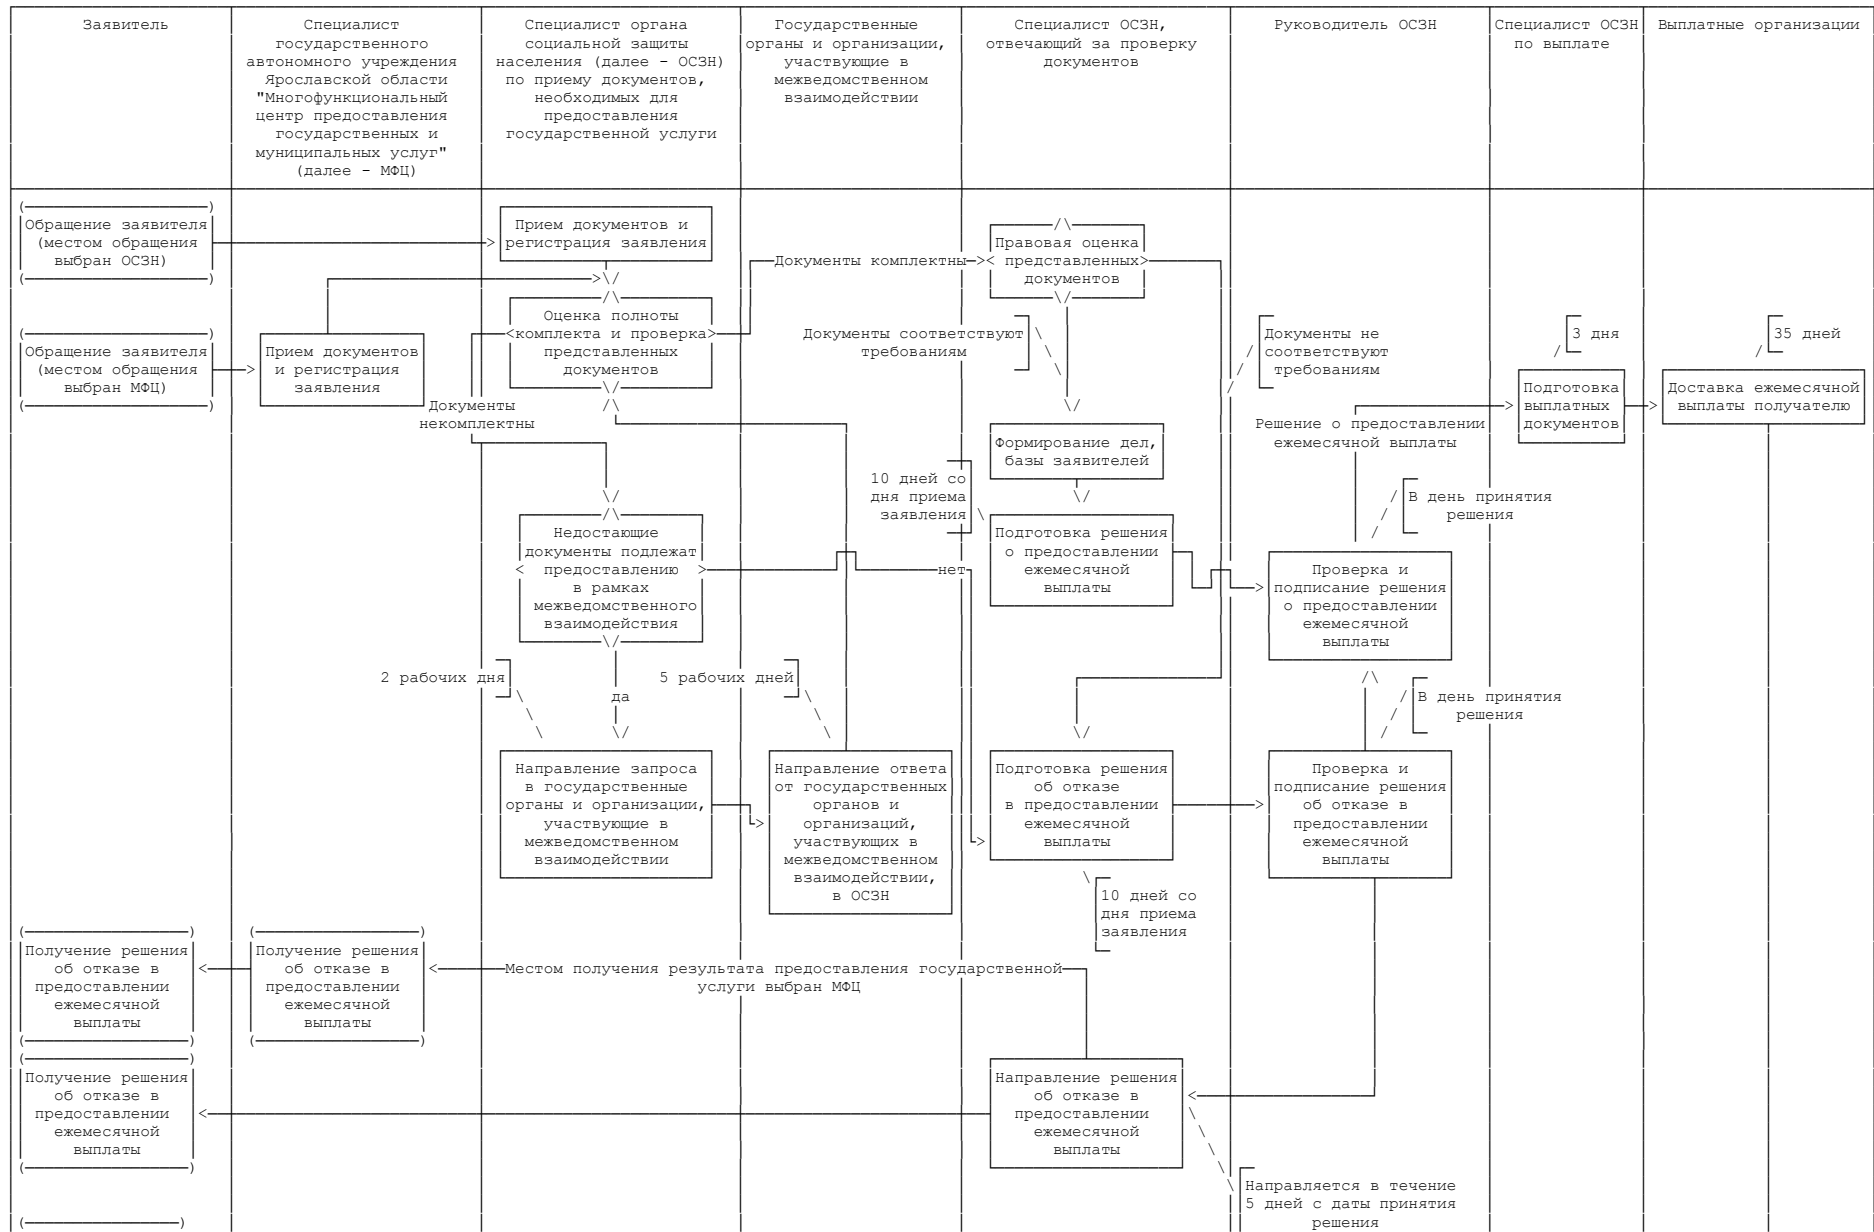 Заявитель
Специалист
государственного
автономного учреждения
Ярославской области
"Многофункциональный
центр предоставления
государственных и
муниципальных услуг"
(далее - МФЦ)
Специалист органа
социальной защиты
населения (далее - ОСЗН)
по приему документов,
необходимых для
предоставления
государственной услуги
Государственные
органы и организации,
участвующие в
межведомственном
взаимодействии
Специалист ОСЗН,
отвечающий за проверку
документов
Руководитель ОСЗН
Специалист ОСЗН
по выплате
Выплатные организации
Обращение заявителя
(местом обращения
выбран ОСЗН)
Прием документов и
регистрация заявления
Документы комплектны
Правовая оценка
представленных
документов
Обращение заявителя
(местом обращения
выбран МФЦ)
Прием документов
и регистрация
заявления
Оценка полноты
комплекта и проверка
представленных
документов
Документы соответствуют
требованиям
Документы не
соответствуют
требованиям
3 дня
35 дней
Документы
некомплектны
Подготовка
выплатных
документов
Доставка ежемесячной
выплаты получателю
Решение о предоставлении
ежемесячной выплаты
Формирование дел,
базы заявителей
10 дней со
дня приема
заявления
В день принятия
решения
Недостающие
документы подлежат
предоставлению
в рамках
межведомственного
взаимодействия
нет
Подготовка решения
о предоставлении
ежемесячной
выплаты
Проверка и
подписание решения
о предоставлении
ежемесячной
выплаты
2 рабочих дня
да
5 рабочих дней
В день принятия
решения
Направление запроса
в государственные
органы и организации,
участвующие в
межведомственном
взаимодействии
Направление ответа
от государственных
органов и
организаций,
участвующих в
межведомственном
взаимодействии,
в ОСЗН
Подготовка решения
об отказе
в предоставлении
ежемесячной
выплаты
Проверка и
подписание решения
об отказе в
предоставлении
ежемесячной
выплаты
10 дней со
дня приема
заявления
Получение решения
об отказе в
предоставлении
ежемесячной
выплаты
Получение решения
об отказе в
предоставлении
ежемесячной
выплаты
Местом получения результата предоставления государственной
услуги выбран МФЦ
Получение решения
об отказе в
предоставлении
ежемесячной
выплаты
Направление решения
об отказе в
предоставлении
ежемесячной
выплаты
Направляется в течение
5 дней с даты принятия
решения